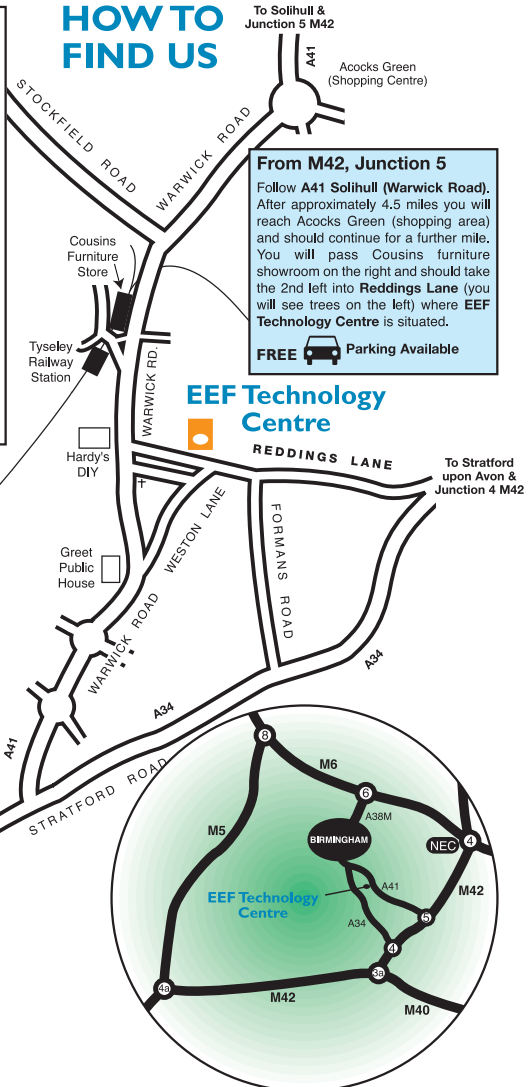 HOW TO
FIND US
To Solihull &
Junction 5 M42
A41
Acocks Green
(Shopping Centre)
STOCKFIELD ROAD
WARWICK ROAD
From M42, Junction 5
Follow A41 Solihull (Warwick Road).
After approximately 4.5 miles you will
reach Acocks Green (shopping area)
and should continue for a further mile.
You will pass Cousins furniture
showroom on the right and should take
the 2nd left into Reddings Lane (you
will see trees on the left) where EEF
Technology Centre is situated.
FREE Parking Available
Cousins
Furniture
Store
Tyseley
Railway
Station
WARWICK RD.
EEF Technology
Centre
Hardy's
DIY
REDDINGS LANE
To Stratford
upon Avon &
Junction 4 M42
WESTON LANE
FORMANS ROAD
Greet
Public
House
WARWICK ROAD
A34
A34
A41
STRATFORD ROAD
8
M6
6
A38M
M5
BIRMINGHAM
NEC
4
A41
M42
EEF Technology
Centre
5
A34
4
3a
4a
M42
M40